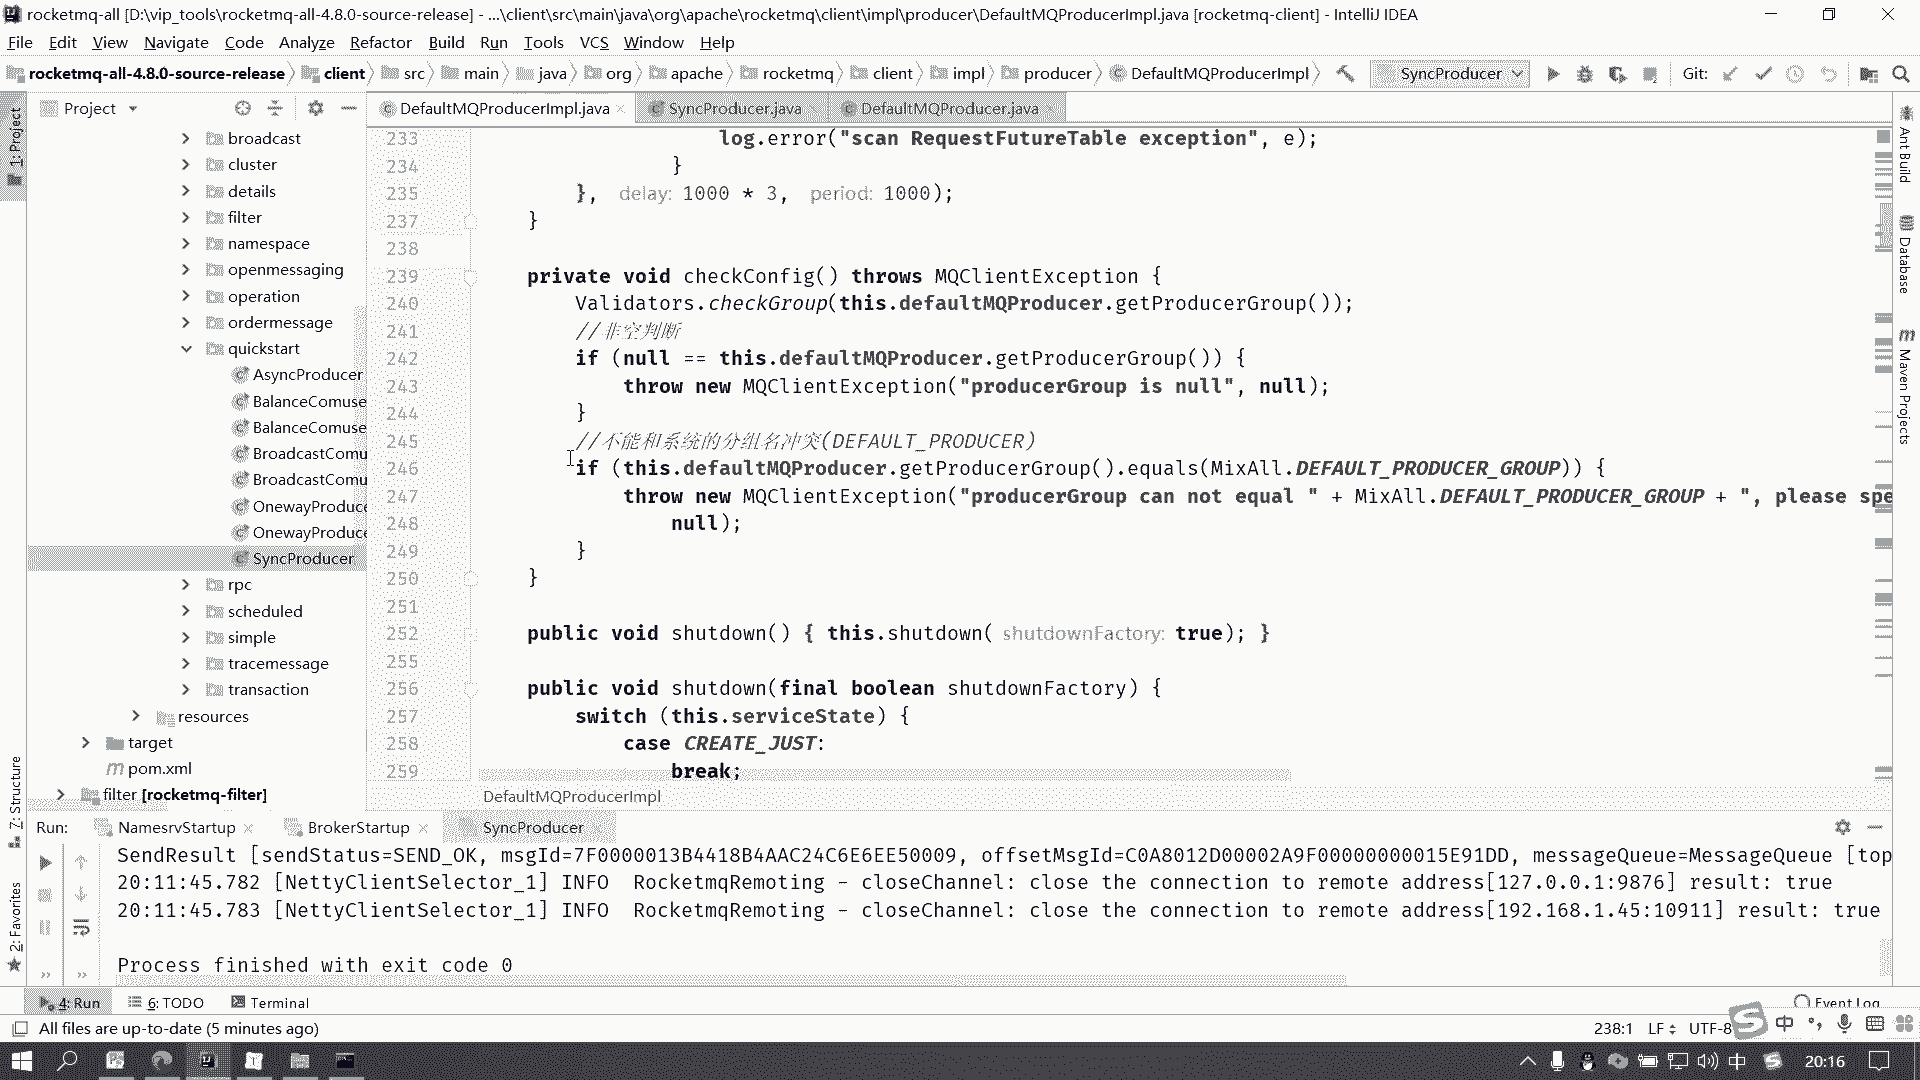 rocketmq-all [D:\vip_tools\rocketmq-all-4.8.0-source-release] - ...\client\src\main\java\org\apache\rocketmq\client\impl\producer\DefaultMQProducerImpl.java [rocketmq-client] - IntelliJ IDEA
File Edit View Navigate Code Analyze Refactor Build Run Tools VCS Window Help
rocketmq-all-4.8.0-source-release client src main java org apache rocketmq client impl producer DefaultMQProducerImpl SyncProducer Git:
Project DefaultMQProducerImpl.java SyncProducer.java DefaultMQProducer.java
1: Project
7: Structure
2: Favorites
broadcast
cluster
details
filter
namespace
openmessaging
operation
ordermessage
quickstart
AsyncProducer
BalanceComuse
BalanceComuse
BroadcastComu
BroadcastComu
OnewayProduce
OnewayProduce
SyncProducer
rpc
scheduled
simple
tracemessage
transaction
resources
target
pom.xml
filter [rocketmq-filter]
233 log.error("scan RequestFutureTable exception", e);
234 }
235 }, delay: 1000 * 3, period: 1000);
237 }
238
239 private void checkConfig() throws MQClientException {
240 Validators.checkGroup(this.defaultMQProducer.getProducerGroup());
241 //非空判断
242 if (null == this.defaultMQProducer.getProducerGroup()) {
243 throw new MQClientException("producerGroup is null", null);
244 }
245 //不能和系统的分组名冲突(DEFAULT_PRODUCER)
246 if (this.defaultMQProducer.getProducerGroup().equals(MixAll.DEFAULT_PRODUCER_GROUP)) {
247 throw new MQClientException("producerGroup can not equal " + MixAll.DEFAULT_PRODUCER_GROUP + ", please spe
248 null);
249 }
250 }
251
252 public void shutdown() { this.shutdown( shutdownFactory: true); }
255
256 public void shutdown(final boolean shutdownFactory) {
257 switch (this.serviceState) {
258 case CREATE_JUST:
259 break;
DefaultMQProducerImpl
Ant Build
Database
Maven Projects
Run: NamesrvStartup BrokerStartup SyncProducer
SendResult [sendStatus=SEND_OK, msgId=7F0000013B4418B4AAC24C6E6EE50009, offsetMsgId=C0A8012D00002A9F00000000015E91DD, messageQueue=MessageQueue [top
20:11:45.782 [NettyClientSelector_1] INFO RocketmqRemoting - closeChannel: close the connection to remote address[127.0.0.1:9876] result: true
20:11:45.783 [NettyClientSelector_1] INFO RocketmqRemoting - closeChannel: close the connection to remote address[192.168.1.45:10911] result: true
Process finished with exit code 0
4: Run 6: TODO Terminal Event Log
All files are up-to-date (5 minutes ago) 238:1 LF UTF-8 中
中 20:16